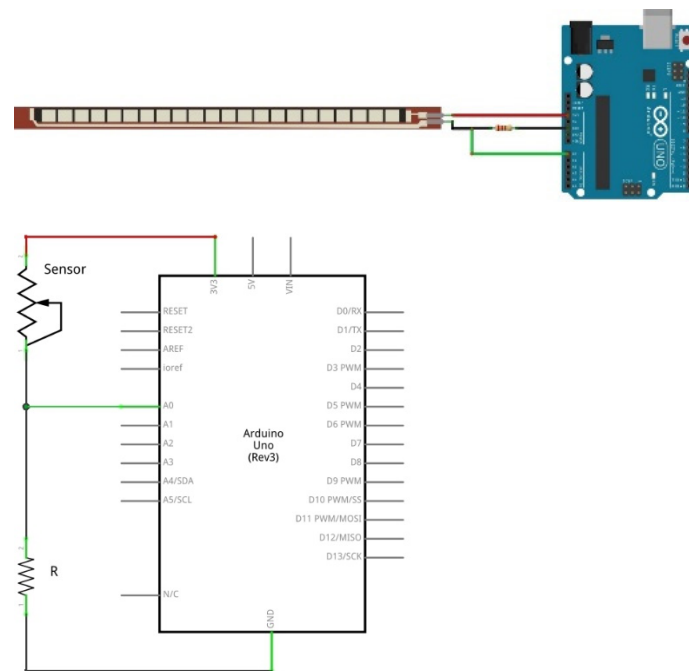 UNO
3V3
5V
VIN
Sensor
RESET
RESET2
AREF
ioref
A0
A1
A2
A3
A4/SDA
A5/SCL
N/C
Arduino
Uno
(Rev3)
D0/RX
D1/TX
D2
D3 PWM
D4
D5 PWM
D6 PWM
D7
D8
D9 PWM
D10 PWM/SS
D11 PWM/MOSI
D12/MISO
D13/SCK
R
GND